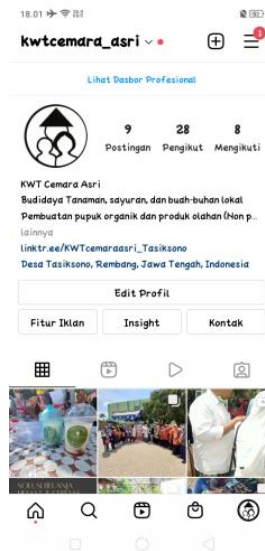 18.01
kwtcemara_asri
Lihat Dasbor Profesional
9 28 8
Postingan Pengikut Mengikuti
KWT Cemara Asri
Budidaya Tanaman, sayuran, dan buah-buhan lokal
Pembuatan pupuk organik dan produk olahan (Non p...
lainnya
linktr.ee/KWTcemaraasri_Tasiksono
Desa Tasiksono, Rembang, Jawa Tengah, Indonesia
Edit Profil
Fitur Iklan Insight Kontak
SOLUSI BELANJA